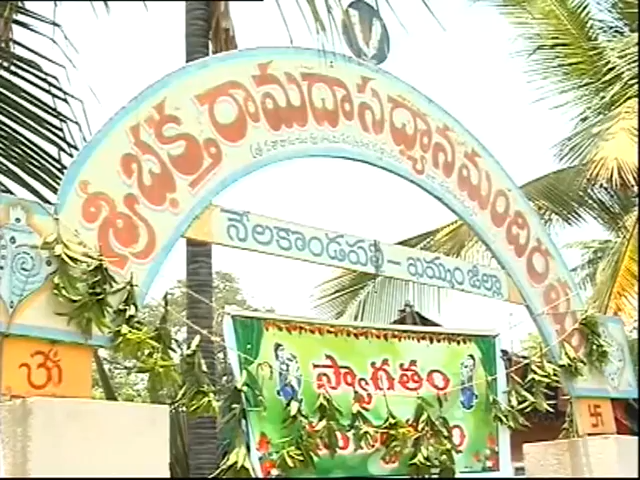 శ్రీ భక్త రామదాస ధ్యాన మందిరము
నేలకొండపల్లి - ఖమ్మం జిల్లా
స్వాగతం
ఓం